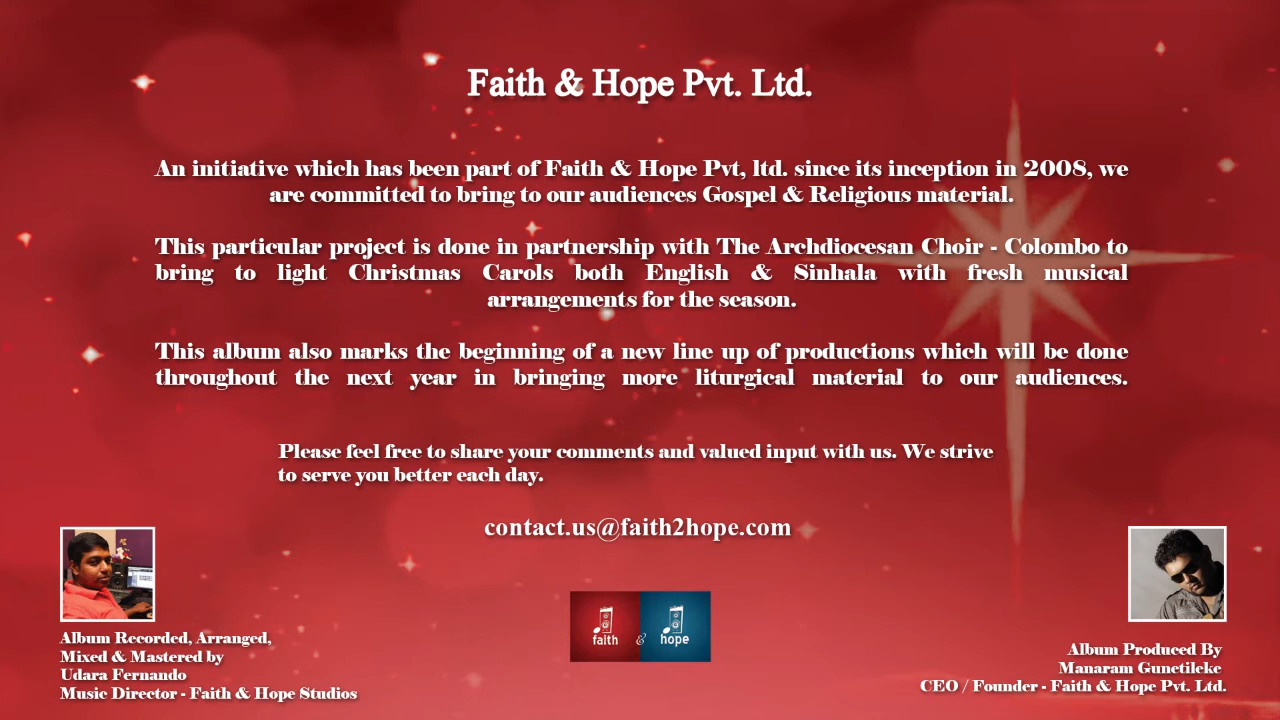 Faith & Hope Pvt. Ltd.
An initiative which has been part of Faith & Hope Pvt, ltd. since its inception in 2008, we
are committed to bring to our audiences Gospel & Religious material.
This particular project is done in partnership with The Archdiocesan Choir - Colombo to
bring to light Christmas Carols both English & Sinhala with fresh musical
arrangements for the season.
This album also marks the beginning of a new line up of productions which will be done
throughout the next year in bringing more liturgical material to our audiences.
Please feel free to share your comments and valued input with us. We strive
to serve you better each day.
contact.us@faith2hope.com
faith & hope
Album Recorded, Arranged,
Mixed & Mastered by
Udara Fernando
Music Director - Faith & Hope Studios
Album Produced By
Manaram Gunetileke
CEO / Founder - Faith & Hope Pvt. Ltd.